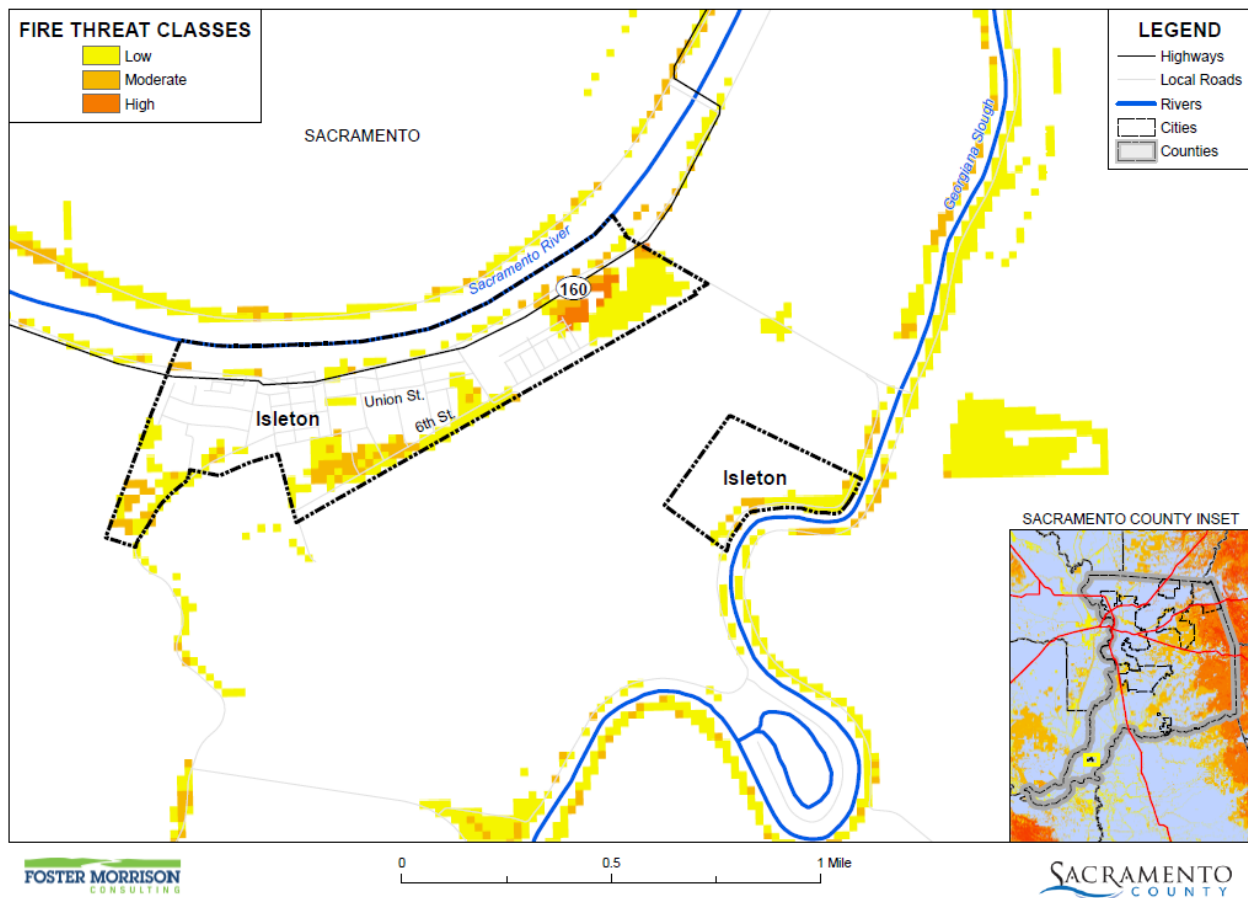 FIRE THREAT CLASSES
Low
Moderate
High
LEGEND
Highways
Local Roads
Rivers
Cities
Counties
SACRAMENTO
Georgiana Slough
Sacramento River
160
Union St.
Isleton
6th St.
Isleton
SACRAMENTO COUNTY INSET
FOSTER MORRISON
CONSULTING
0 0.5 1 Mile
SACRAMENTO
COUNTY